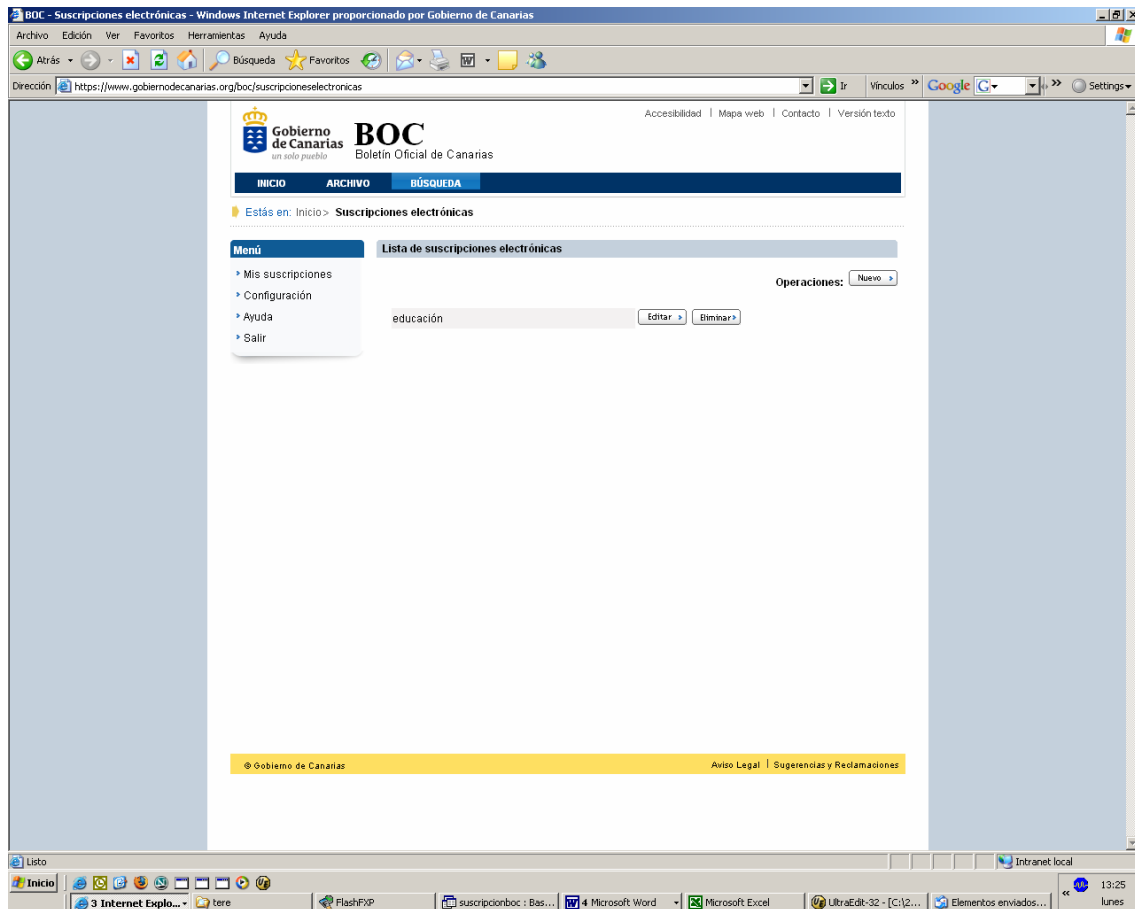 BOC - Suscripciones electrónicas - Windows Internet Explorer proporcionado por Gobierno de Canarias
Archivo Edición Ver Favoritos Herramientas Ayuda
Atrás Búsqueda Favoritos
Dirección https://www.gobiernodecanarias.org/boc/suscripcioneselectronicas Ir Vínculos » Google G Settings
Accesibilidad | Mapa web | Contacto | Versión texto
Gobierno
de Canarias
un solo pueblo
BOC
Boletín Oficial de Canarias
INICIO ARCHIVO BÚSQUEDA
Estás en: Inicio> Suscripciones electrónicas
Menú
Mis suscripciones
Configuración
Ayuda
Salir
Lista de suscripciones electrónicas
Operaciones: Nuevo
educación Editar Eliminar
© Gobierno de Canarias Aviso Legal | Sugerencias y Reclamaciones
Listo Intranet local
Inicio 13:25
3 Internet Explo... tere FlashFXP suscripcionboc : Bas... 4 Microsoft Word Microsoft Excel UltraEdit-32 - [C:\2... Elementos enviados... lunes